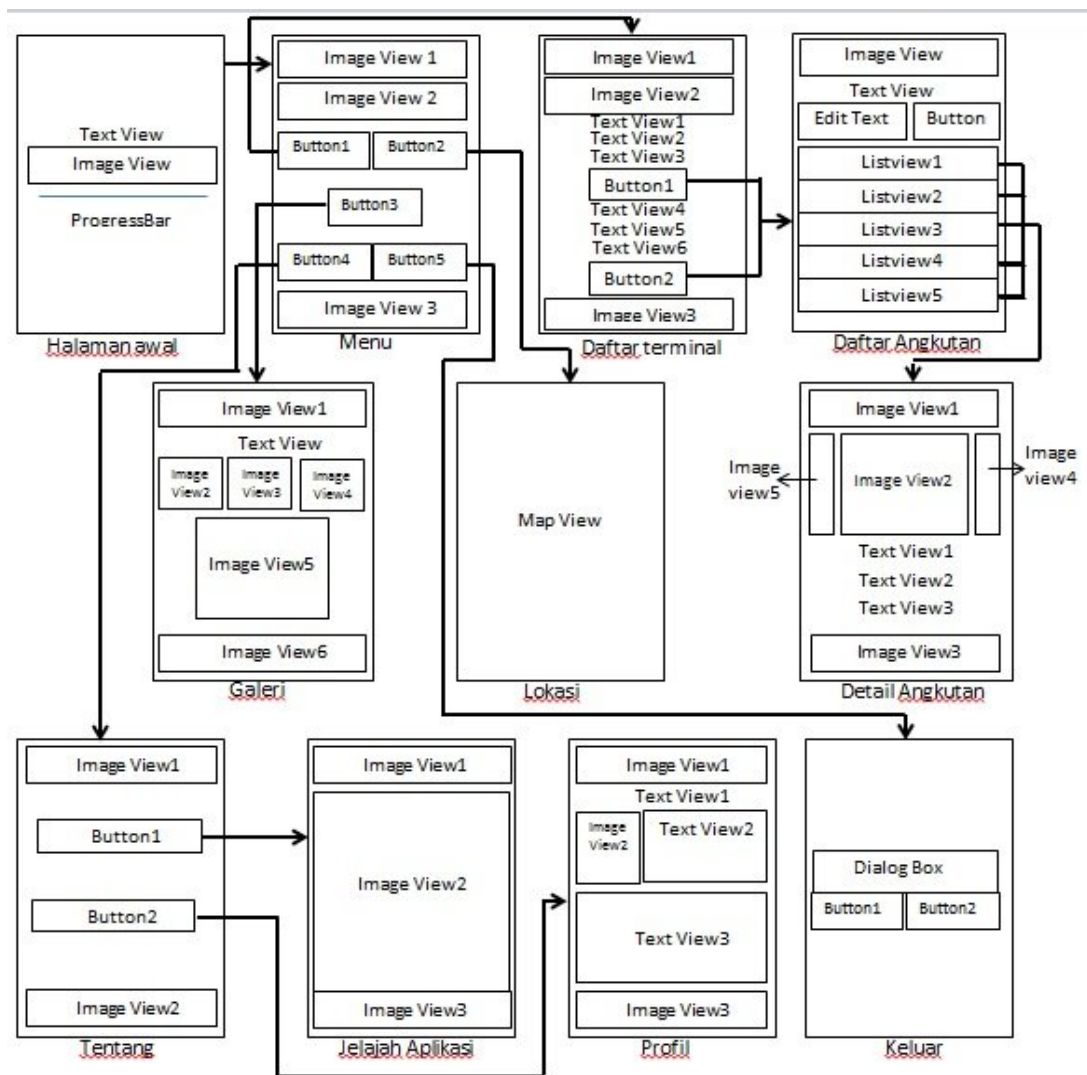 Text View
Image View
ProgressBar
Halaman awal
Image View 1
Image View 2
Button1
Button2
Button3
Button4
Button5
Image View 3
Menu
Image View1
Image View2
Text View1
Text View2
Text View3
Button1
Text View4
Text View5
Text View6
Button2
Image View3
Daftar terminal
Image View
Text View
Edit Text
Button
Listview1
Listview2
Listview3
Listview4
Listview5
Daftar Angkutan
Image View1
Text View
Image
View2
Image
View3
Image
View4
Image View5
Image View6
Galeri
Map View
Lokasi
Image View1
Image
view5
Image View2
Image
view4
Text View1
Text View2
Text View3
Image View3
Detail Angkutan
Image View1
Button1
Button2
Image View2
Tentang
Image View1
Image View2
Image View3
Jelajah Aplikasi
Image View1
Text View1
Image
View2
Text View2
Text View3
Image View3
Profil
Dialog Box
Button1
Button2
Keluar